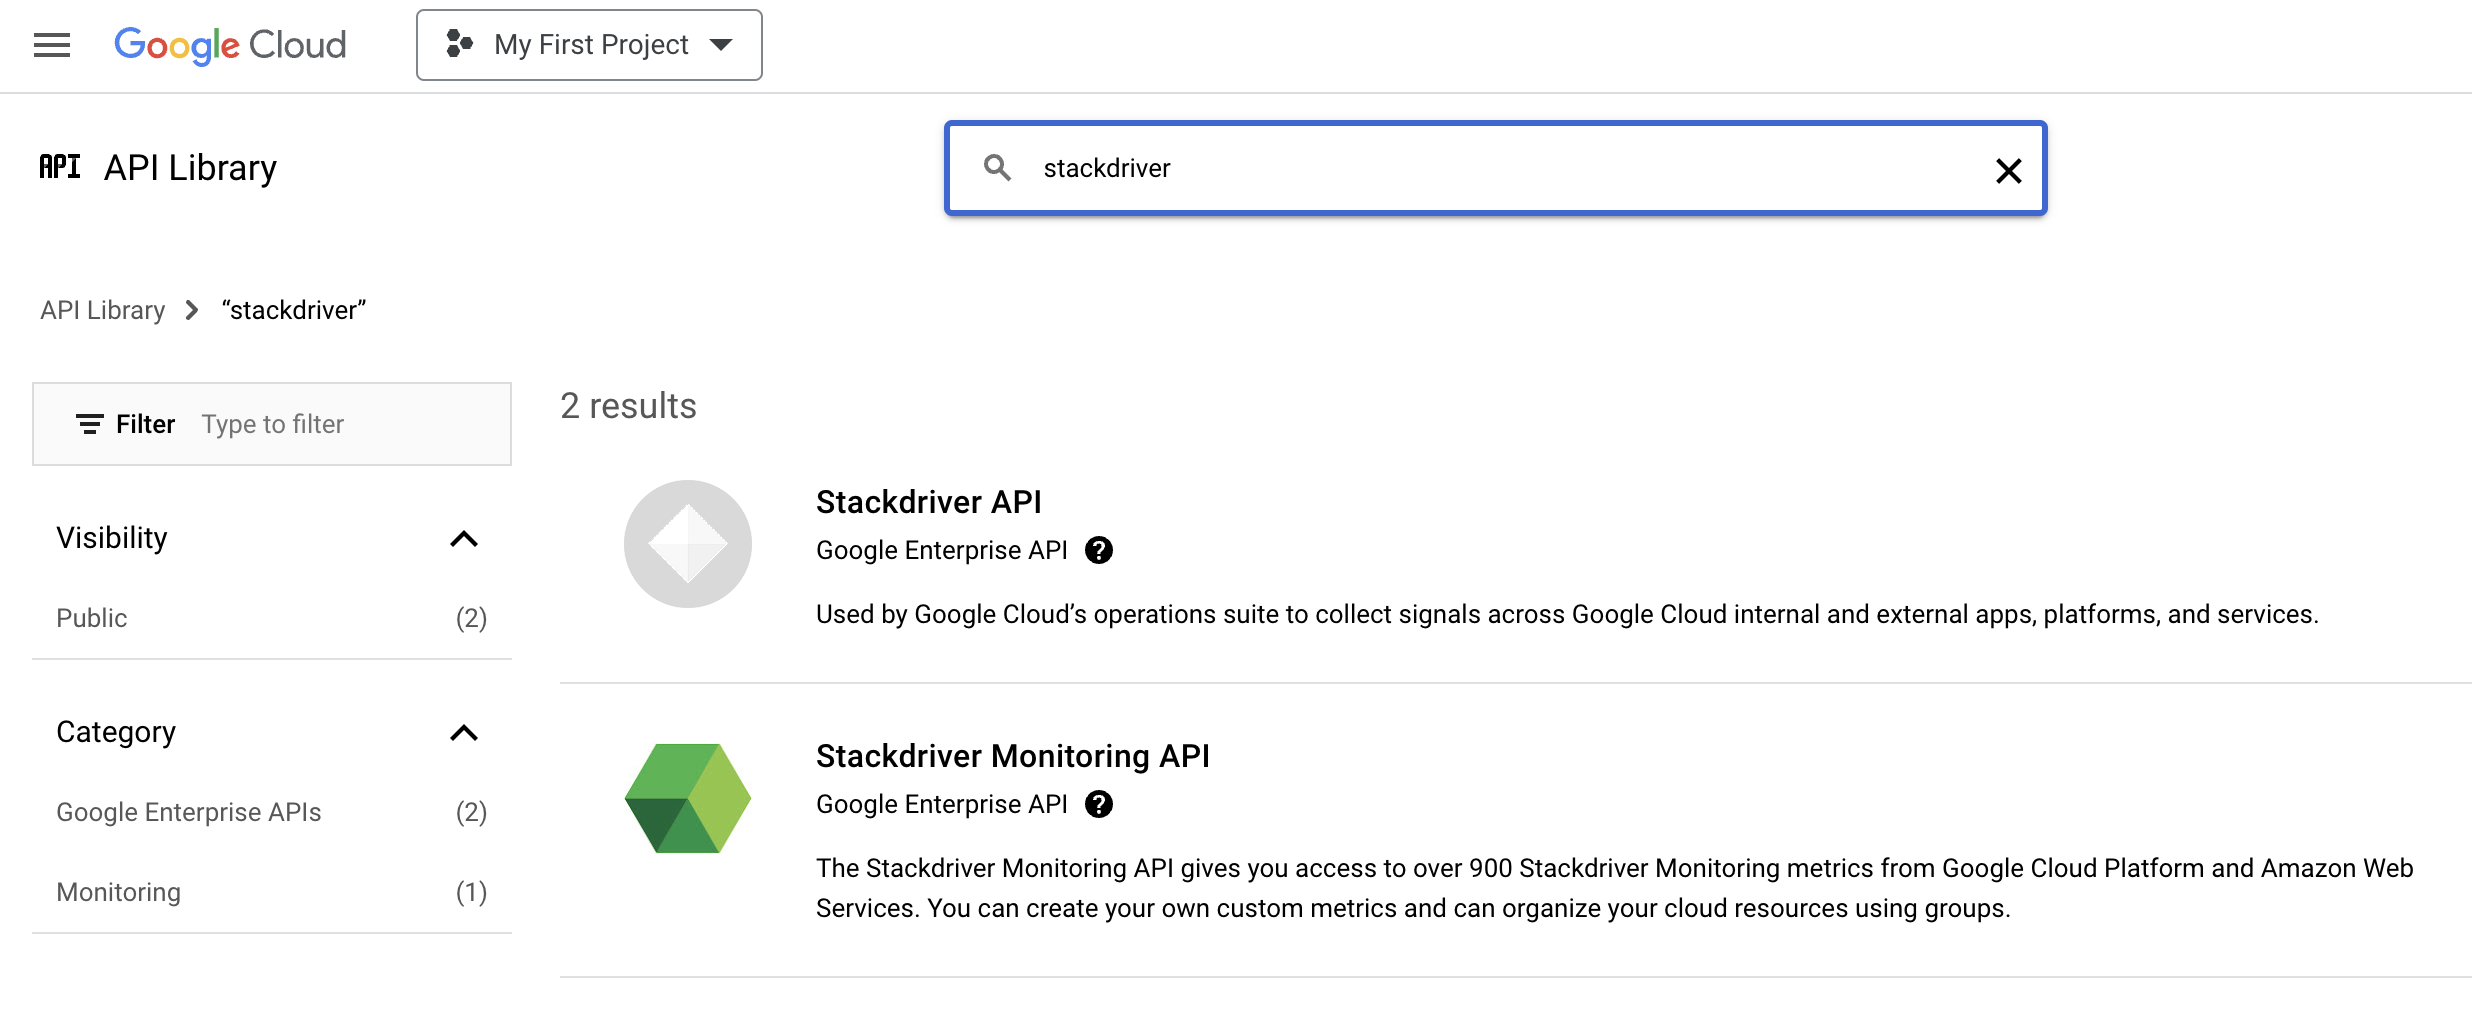 Google Cloud
My First Project
API API Library
stackdriver
API Library “stackdriver”
Filter Type to filter
2 results
Visibility
Public (2)
Category
Google Enterprise APIs (2)
Monitoring (1)
Stackdriver API
Google Enterprise API ?
Used by Google Cloud’s operations suite to collect signals across Google Cloud internal and external apps, platforms, and services.
Stackdriver Monitoring API
Google Enterprise API ?
The Stackdriver Monitoring API gives you access to over 900 Stackdriver Monitoring metrics from Google Cloud Platform and Amazon Web
Services. You can create your own custom metrics and can organize your cloud resources using groups.